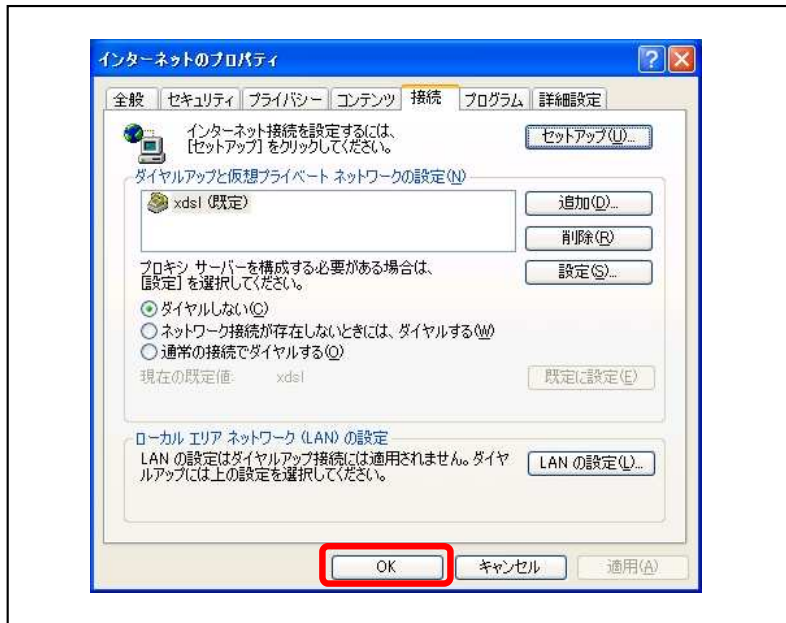 インターネットのプロパティ
全般 セキュリティ プライバシー コンテンツ 接続 プログラム 詳細設定
インターネット接続を設定するには、
[セットアップ] をクリックしてください。
セットアップ(U)...
ダイヤルアップと仮想プライベート ネットワークの設定(N)
xdsl (既定)
追加(D)...
削除(R)
プロキシ サーバーを構成する必要がある場合は、
[設定] を選択してください。
設定(S)...
ダイヤルしない(C)
ネットワーク接続が存在しないときには、ダイヤルする(W)
通常の接続でダイヤルする(O)
現在の既定値: xdsl
既定に設定(E)
ローカル エリア ネットワーク (LAN) の設定
LAN の設定はダイヤルアップ接続には適用されません。ダイヤ
ルアップには上の設定を選択してください。
LAN の設定(L)...
OK キャンセル 適用(A)